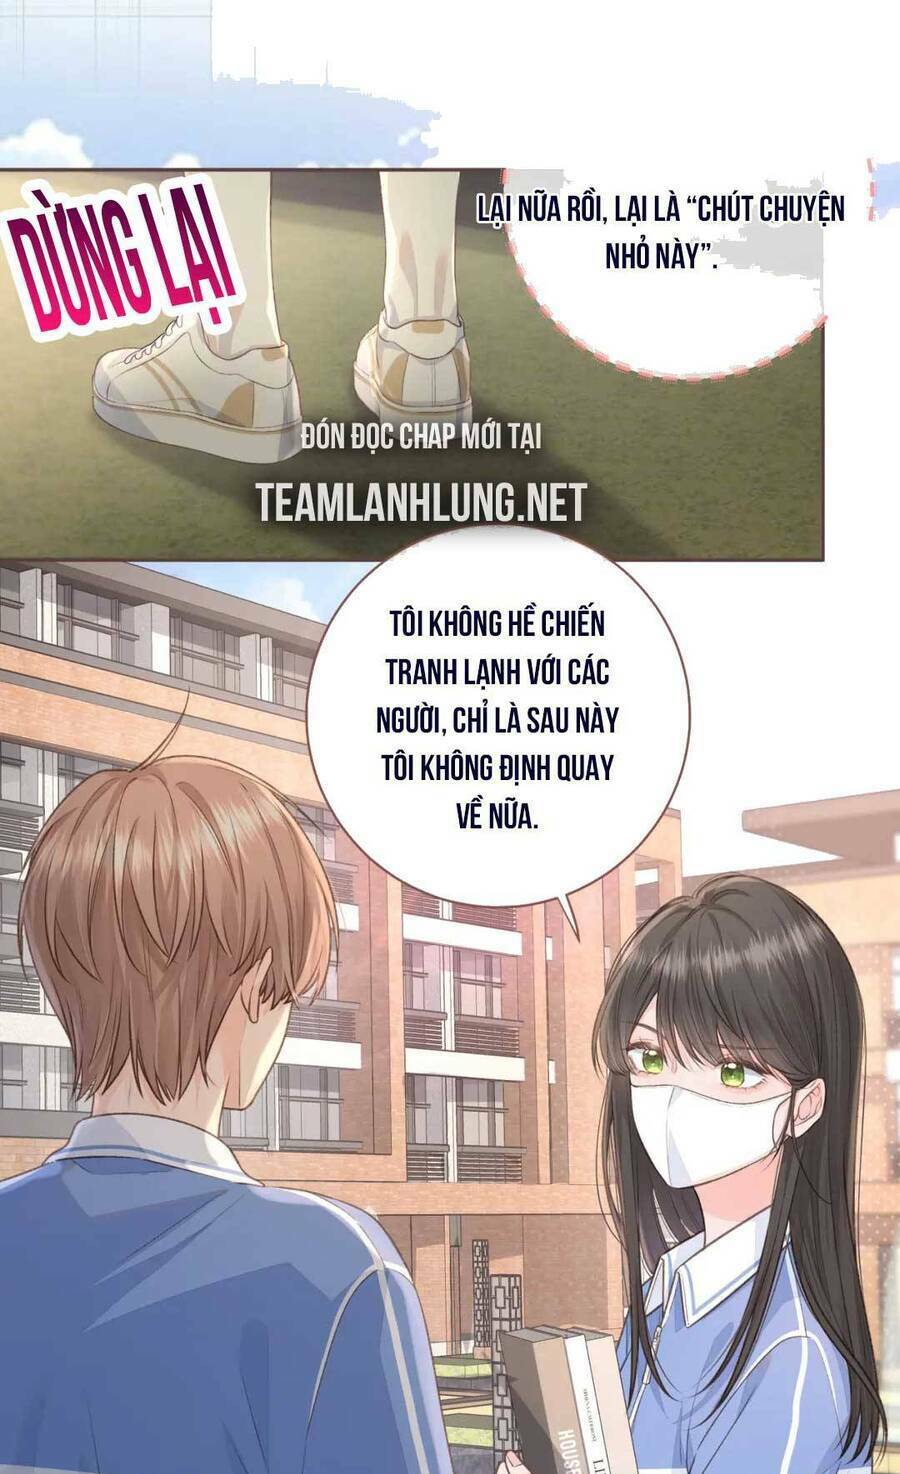 DỪNG LẠI
LẠI NỮA RỒI, LẠI LÀ “CHÚT CHUYỆN
NHỎ NÀY”.
ĐÓN ĐỌC CHAP MỚI TẠI
TEAMLANHLUNG.NET
TÔI KHÔNG HỀ CHIẾN
TRANH LẠNH VỚI CÁC
NGƯỜI, CHỈ LÀ SAU NÀY
TÔI KHÔNG ĐỊNH QUAY
VỀ NỮA.
HOUSE